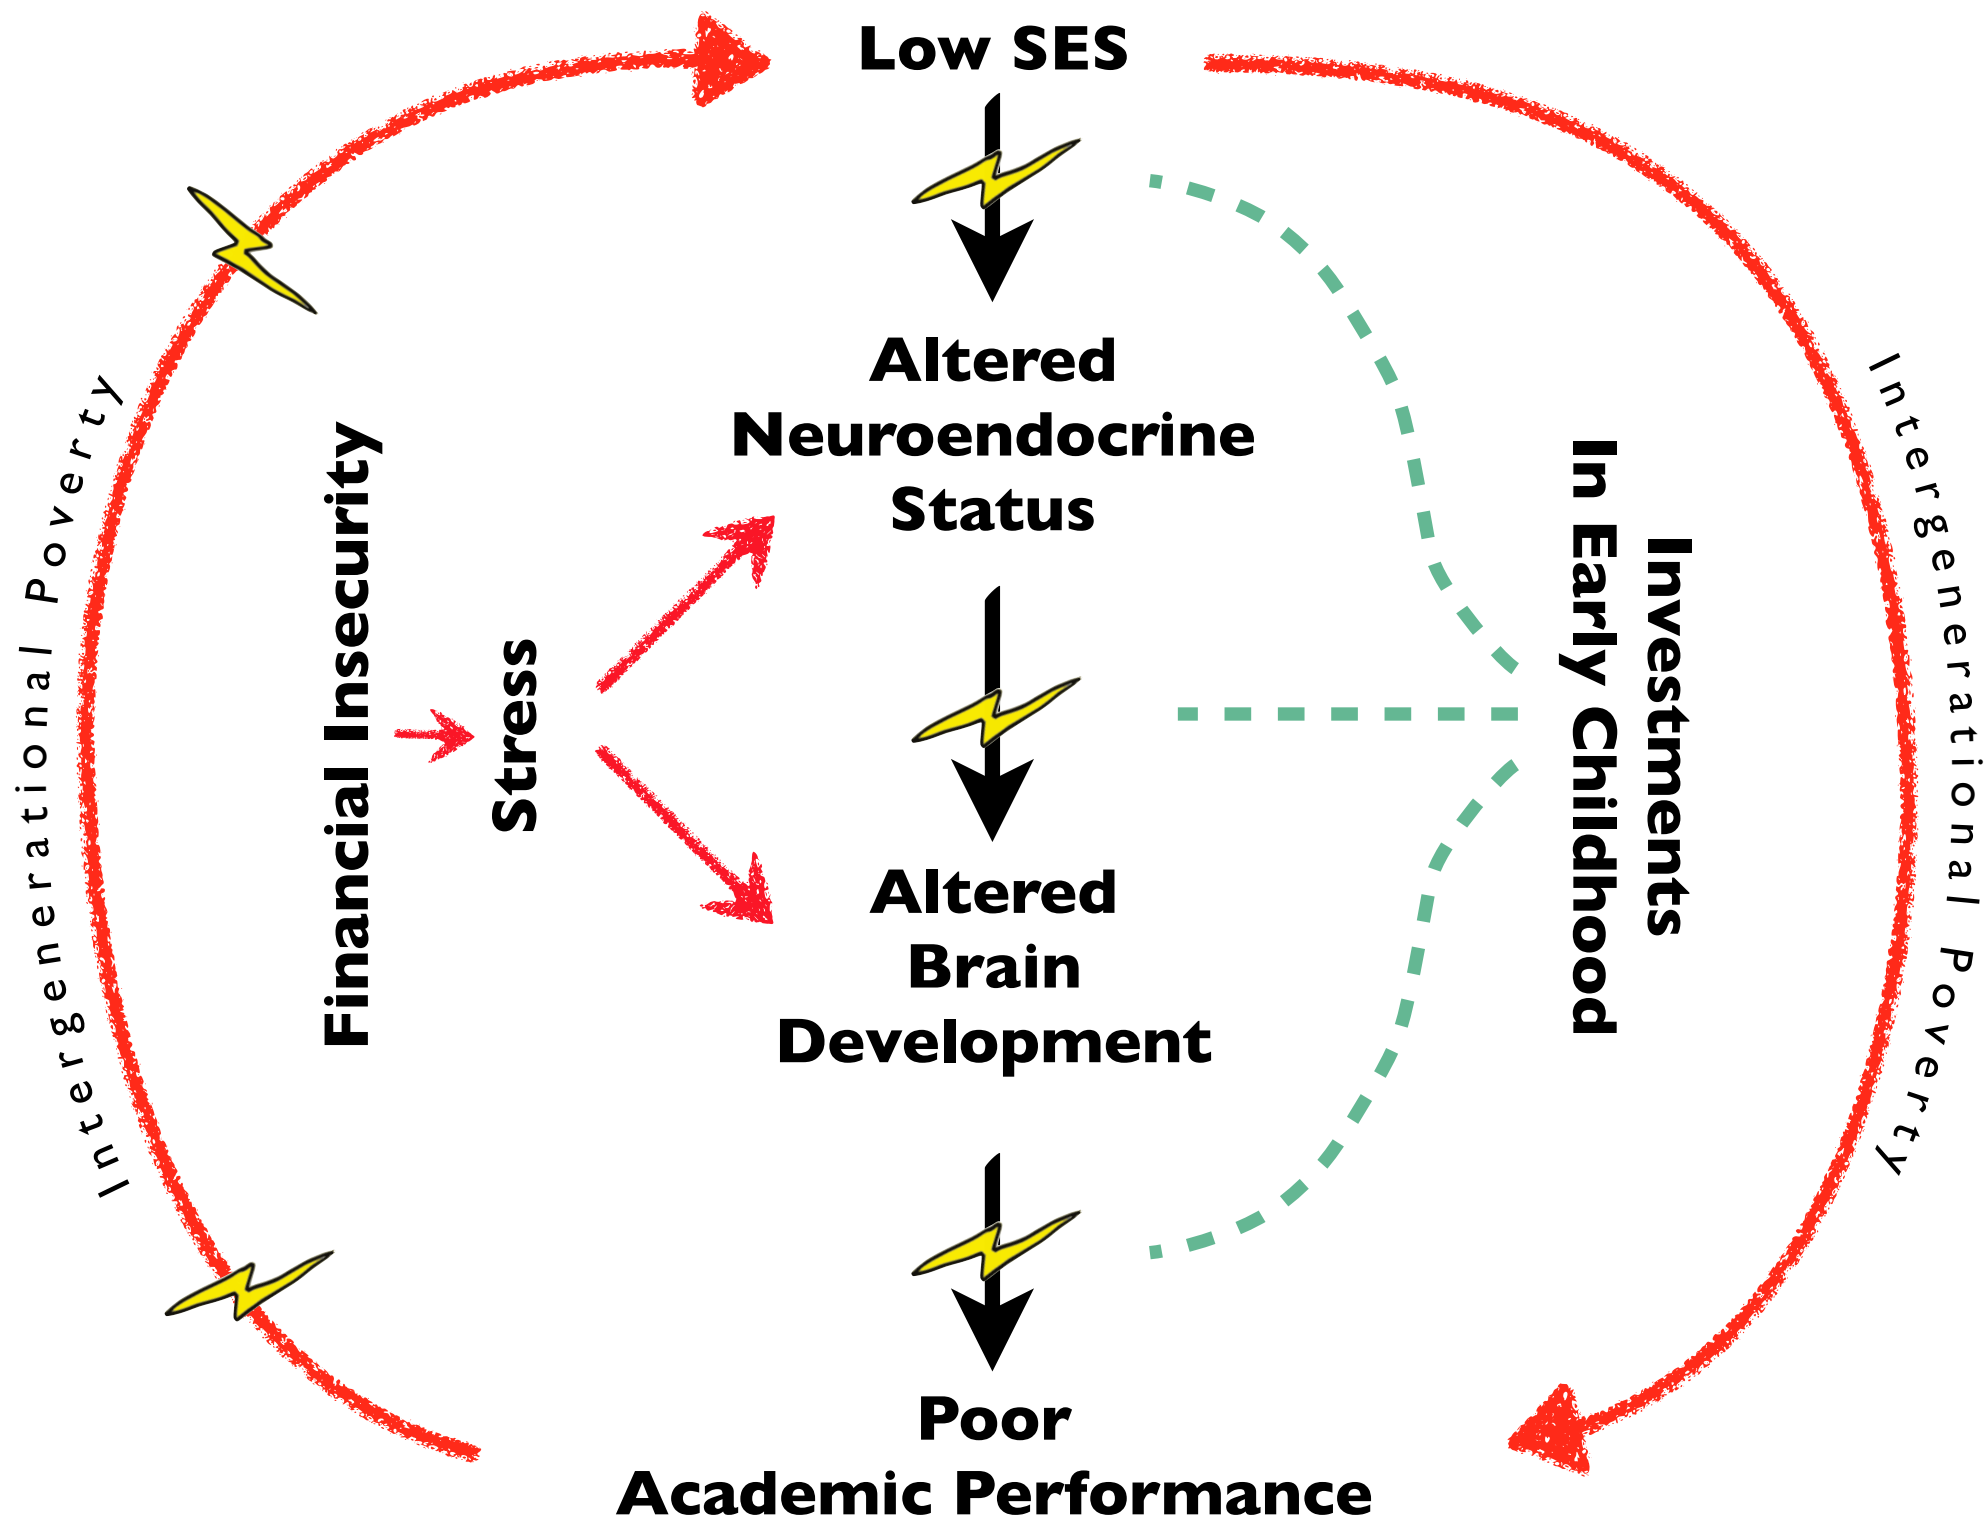 Low SES
Altered
Neuroendocrine
Status
Altered
Brain
Development
Poor
Academic Performance
Intergenerational Poverty
Financial Insecurity
Stress
Investments
In Early Childhood
Intergenerational Poverty